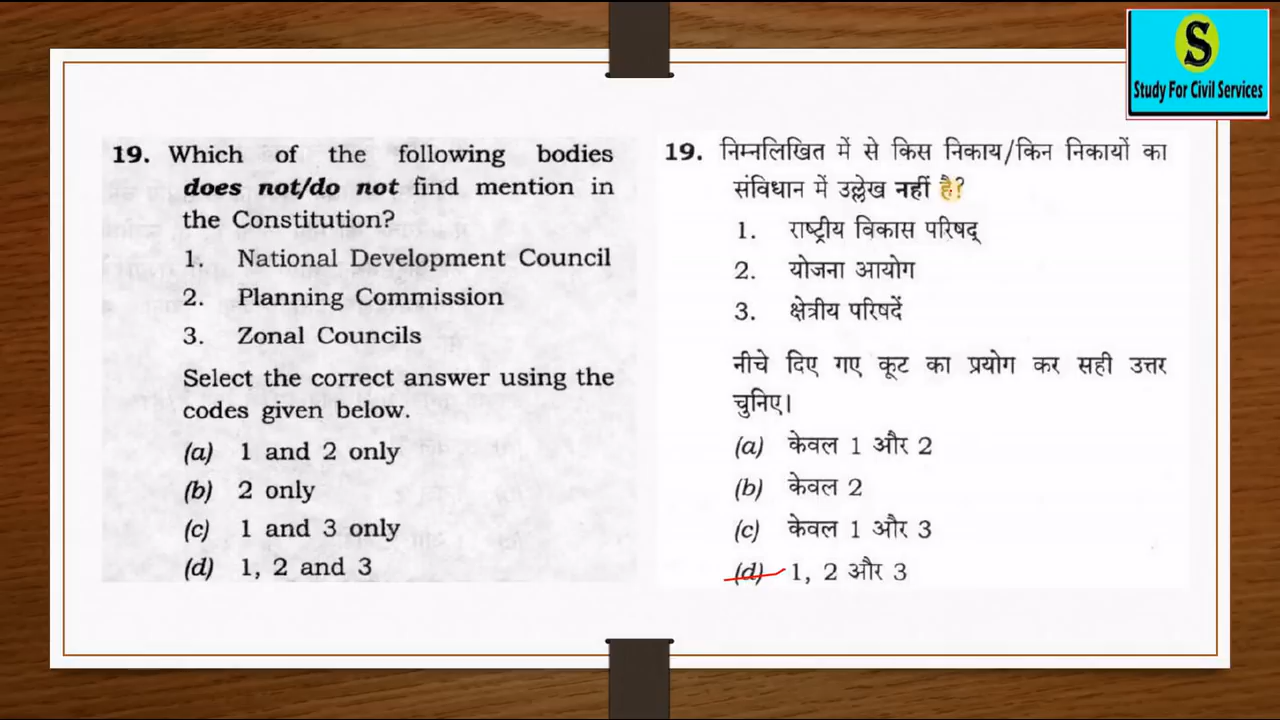 S
Study For Civil Services
19. Which of the following bodies
does not/do not find mention in
the Constitution?
1. National Development Council
2. Planning Commission
3. Zonal Councils
Select the correct answer using the
codes given below.
(a) 1 and 2 only
(b) 2 only
(c) 1 and 3 only
(d) 1, 2 and 3
19. निम्नलिखित में से किस निकाय/किन निकायों का
संविधान में उल्लेख नहीं है?
1. राष्ट्रीय विकास परिषद्
2. योजना आयोग
3. क्षेत्रीय परिषदें
नीचे दिए गए कूट का प्रयोग कर सही उत्तर
चुनिए।
(a) केवल 1 और 2
(b) केवल 2
(c) केवल 1 और 3
(d) 1, 2 और 3